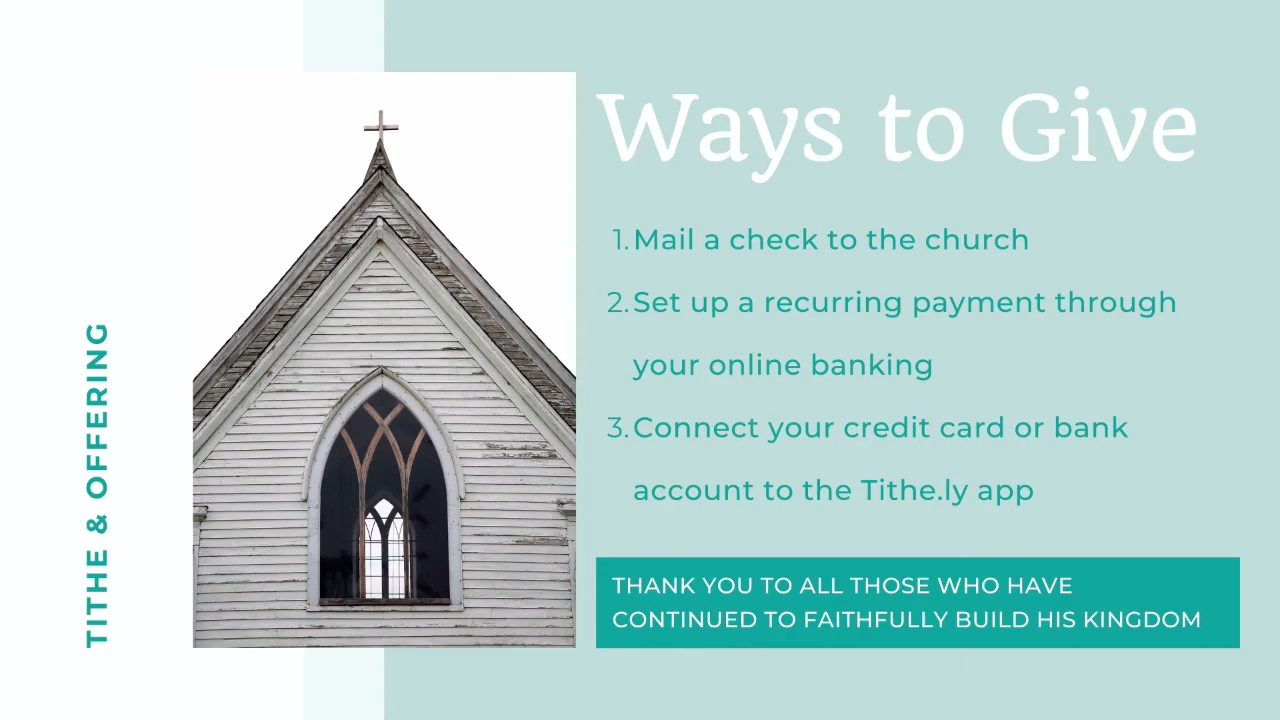 TITHE & OFFERING
Ways to Give
1. Mail a check to the church
2. Set up a recurring payment through
your online banking
3. Connect your credit card or bank
account to the Tithe.ly app
THANK YOU TO ALL THOSE WHO HAVE
CONTINUED TO FAITHFULLY BUILD HIS KINGDOM